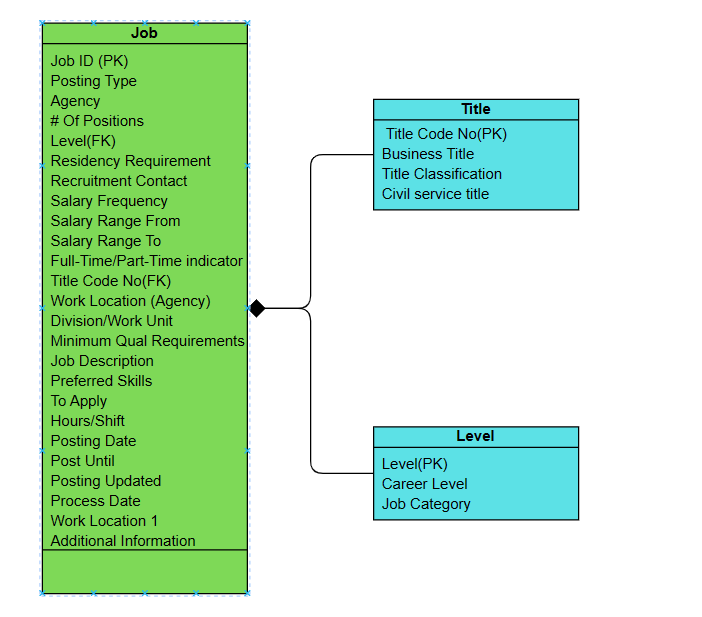 Job
Job ID (PK)
Posting Type
Agency
# Of Positions
Level(FK)
Residency Requirement
Recruitment Contact
Salary Frequency
Salary Range From
Salary Range To
Full-Time/Part-Time indicator
Title Code No(FK)
Work Location (Agency)
Division/Work Unit
Minimum Qual Requirements
Job Description
Preferred Skills
To Apply
Hours/Shift
Posting Date
Post Until
Posting Updated
Process Date
Work Location 1
Additional Information
Title
Title Code No(PK)
Business Title
Title Classification
Civil service title
Level
Level(PK)
Career Level
Job Category